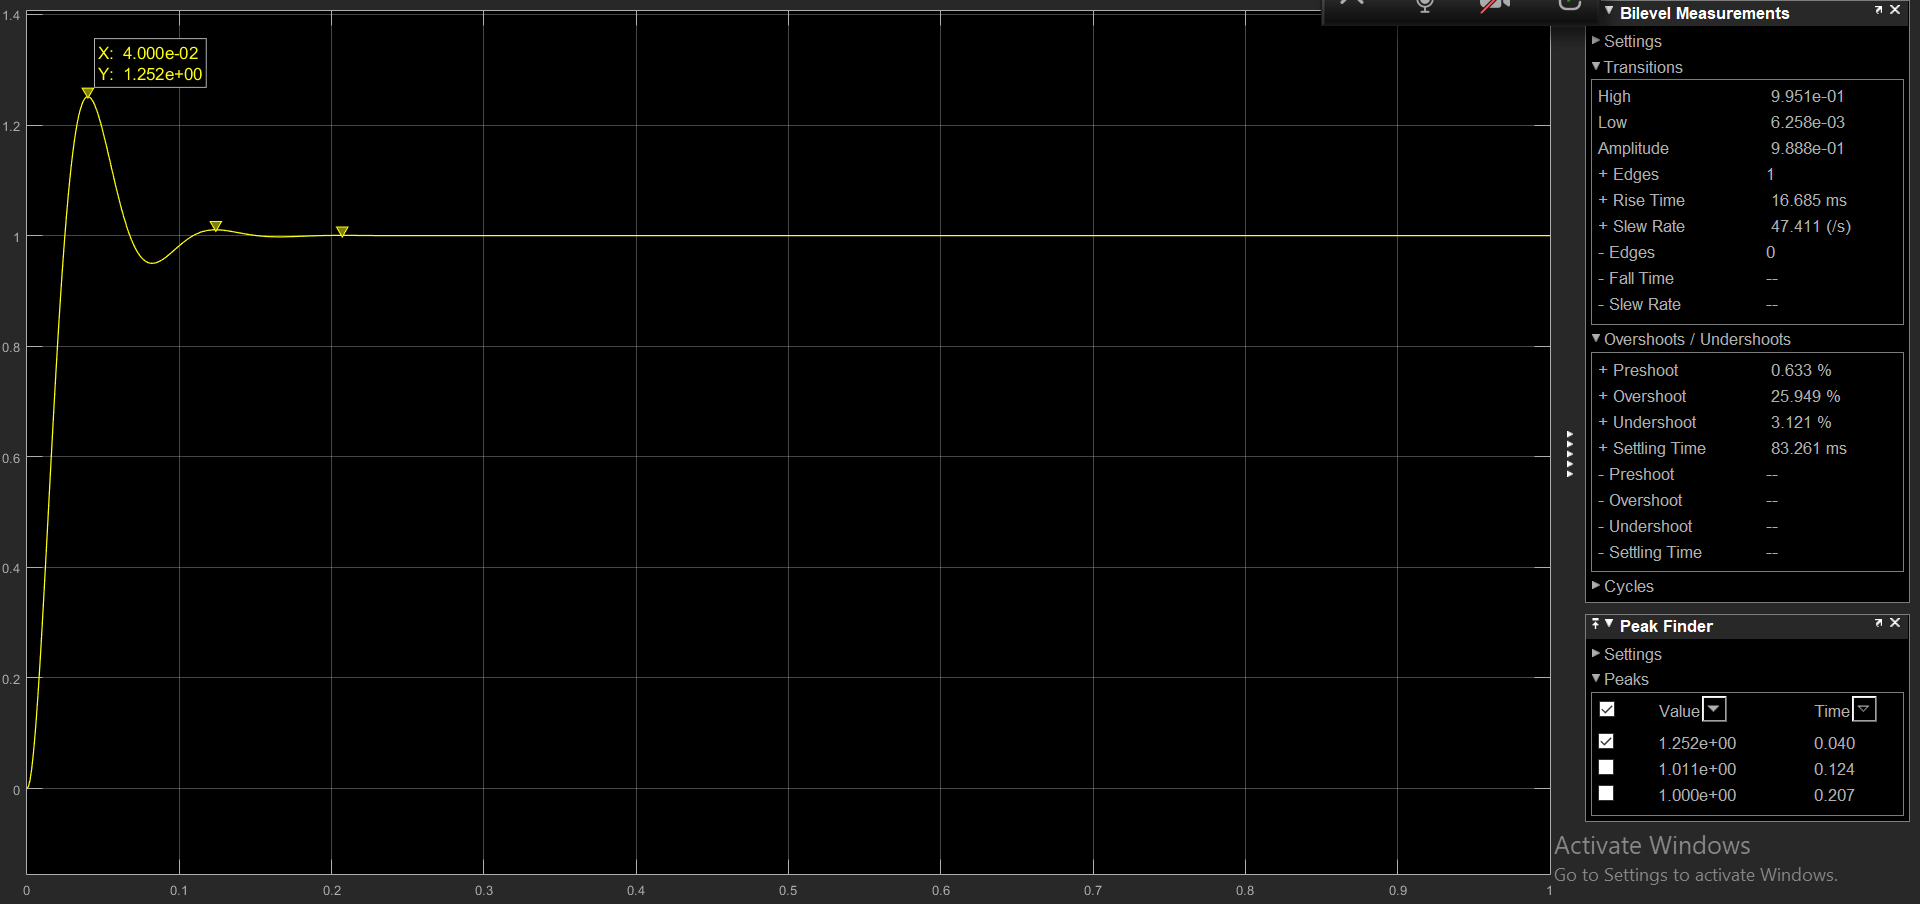 1.4
1.2
1
0.8
0.6
0.4
0.2
0
0
0.1
0.2
0.3
0.4
0.5
0.6
0.7
0.8
0.9
1
X: 4.000e-02
Y: 1.252e+00
Bilevel Measurements
Settings
Transitions
High 9.951e-01
Low 6.258e-03
Amplitude 9.888e-01
+ Edges 1
+ Rise Time 16.685 ms
+ Slew Rate 47.411 (/s)
- Edges 0
- Fall Time --
- Slew Rate --
Overshoots / Undershoots
+ Preshoot 0.633 %
+ Overshoot 25.949 %
+ Undershoot 3.121 %
+ Settling Time 83.261 ms
- Preshoot --
- Overshoot --
- Undershoot --
- Settling Time --
Cycles
Peak Finder
Settings
Peaks
Value Time
1.252e+00 0.040
1.011e+00 0.124
1.000e+00 0.207
Activate Windows
Go to Settings to activate Windows.